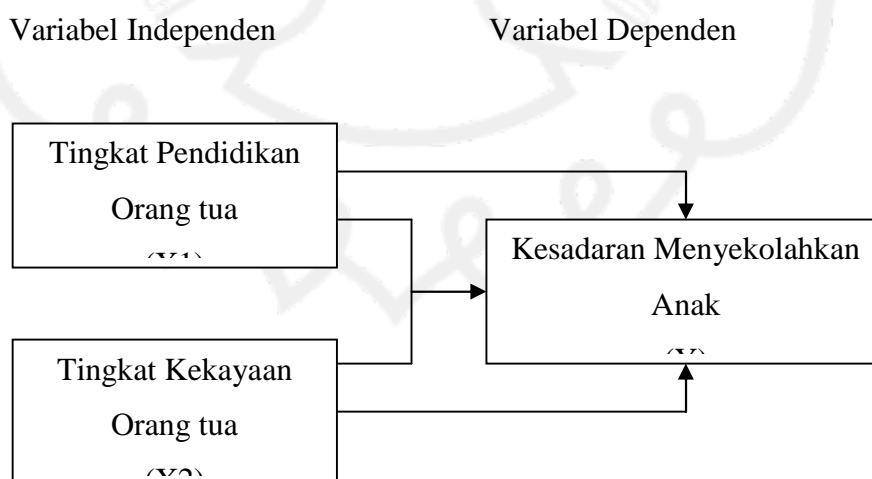 Variabel Independen Variabel Dependen
Tingkat Pendidikan
Orang tua
Kesadaran Menyekolahkan
Anak
Tingkat Kekayaan
Orang tua